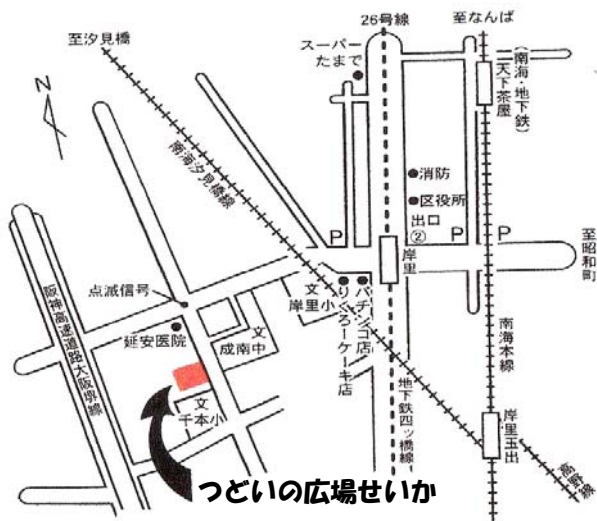 26号線
至なんば
至汐見橋
スーパー
たまで
(南海・地下鉄)
天下茶屋
N
南海汐見橋線
消防
区役所
出口
②
P
P
P
岸里
至昭和町
点滅信号
文
岸里小
パチンコ店
りくろーケーキ店
阪神高速道路大阪堺線
延安医院
文
成南中
南海本線
文
千本小
地下鉄四ッ橋線
岸里玉出
高野線
つどいの広場せいか